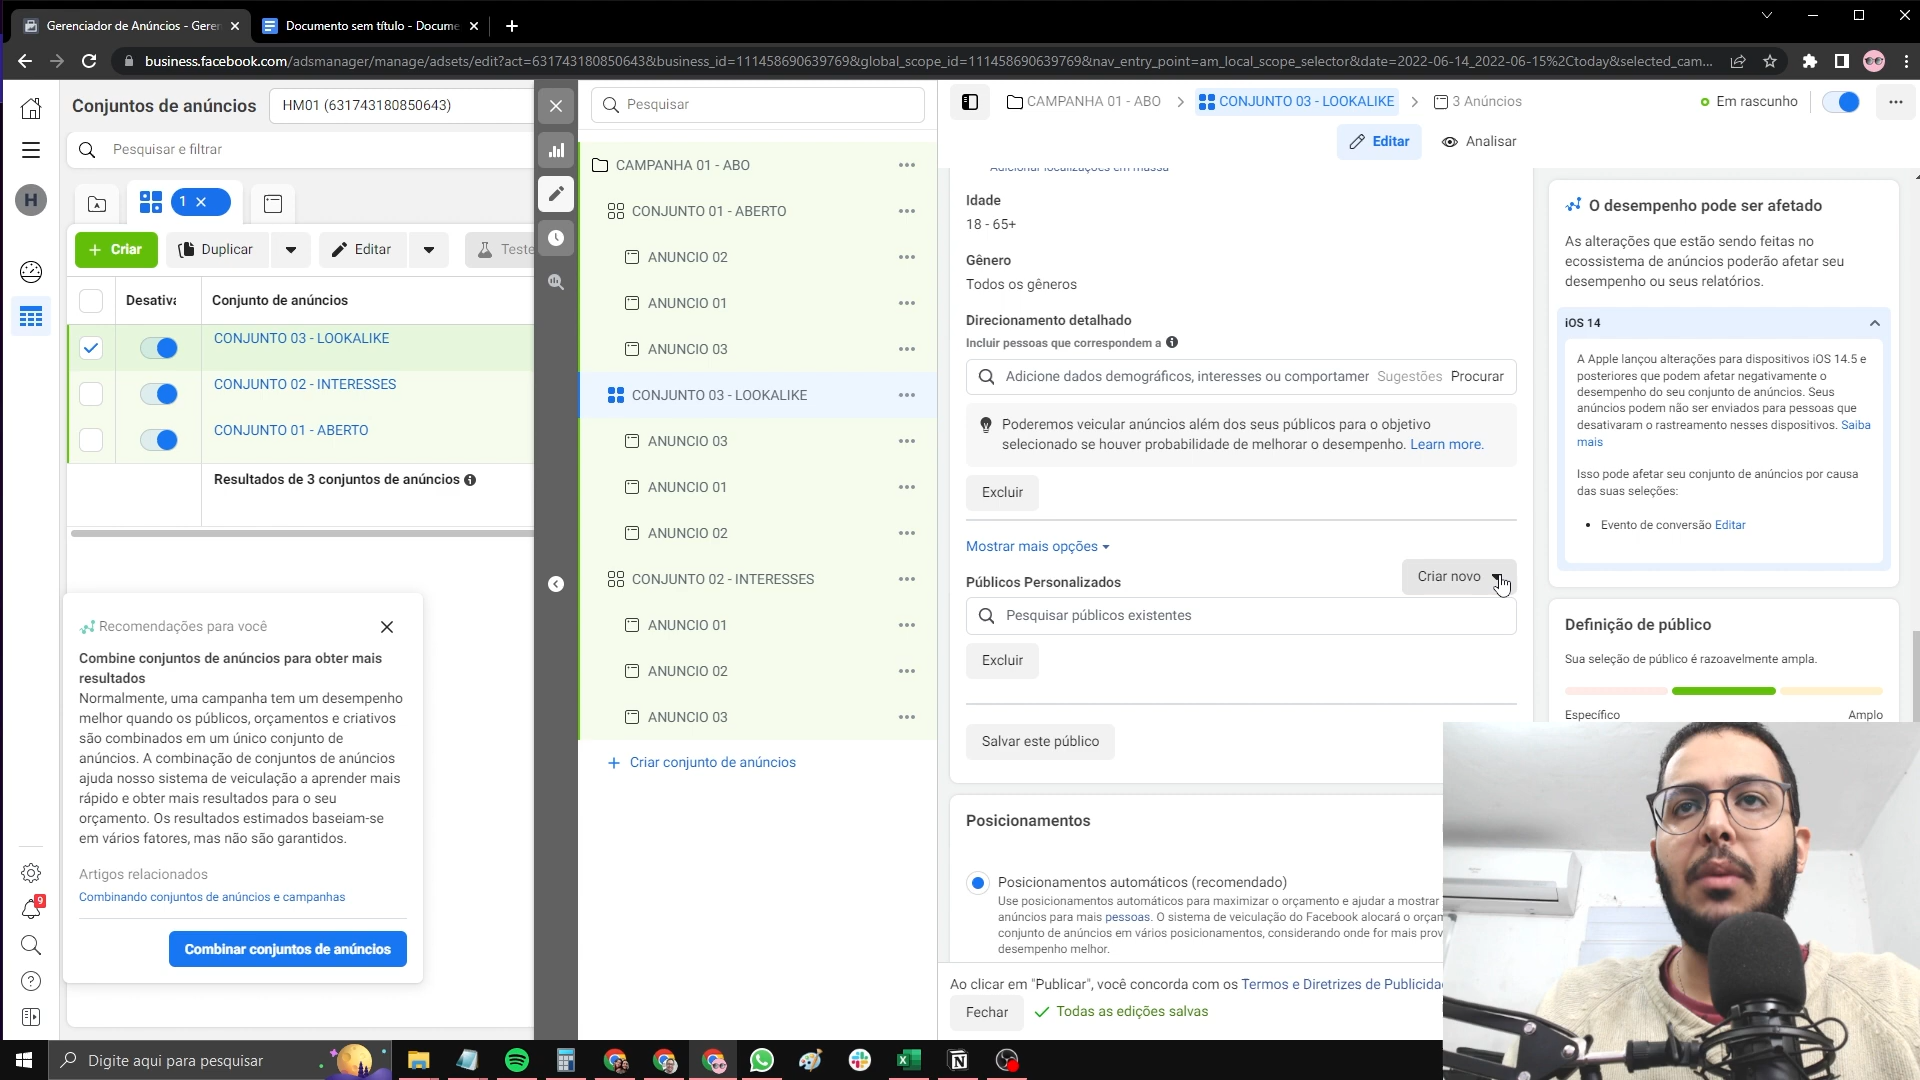 Gerenciador de Anúncios - Geren
Documento sem título - Docume
business.facebook.com/adsmanager/manage/adsets/edit?act=631743180850643&business_id=111458690639769&global_scope_id=111458690639769&nav_entry_point=am_local_scope_selector&date=2022-06-14_2022-06-15%2Ctoday&selected_cam...
Conjuntos de anúncios
HM01 (631743180850643)
Pesquisar e filtrar
H
1
Criar
Duplicar
Editar
Teste
Desativa
Conjunto de anúncios
CONJUNTO 03 - LOOKALIKE
CONJUNTO 02 - INTERESSES
CONJUNTO 01 - ABERTO
Resultados de 3 conjuntos de anúncios
Recomendações para você
Combine conjuntos de anúncios para obter mais
resultados
Normalmente, uma campanha tem um desempenho
melhor quando os públicos, orçamentos e criativos
são combinados em um único conjunto de
anúncios. A combinação de conjuntos de anúncios
ajuda nosso sistema de veiculação a aprender mais
rápido e obter mais resultados para o seu
orçamento. Os resultados estimados baseiam-se
em vários fatores, mas não são garantidos.
Artigos relacionados
Combinando conjuntos de anúncios e campanhas
Combinar conjuntos de anúncios
9
Pesquisar
CAMPANHA 01 - ABO
CONJUNTO 01 - ABERTO
ANUNCIO 02
ANUNCIO 01
ANUNCIO 03
CONJUNTO 03 - LOOKALIKE
ANUNCIO 03
ANUNCIO 01
ANUNCIO 02
CONJUNTO 02 - INTERESSES
ANUNCIO 01
ANUNCIO 02
ANUNCIO 03
Criar conjunto de anúncios
CAMPANHA 01 - ABO
CONJUNTO 03 - LOOKALIKE
3 Anúncios
Em rascunho
Editar
Analisar
Adicionar localizações em massa
Idade
18 - 65+
Gênero
Todos os gêneros
Direcionamento detalhado
Incluir pessoas que correspondem a
Adicione dados demográficos, interesses ou comportamer Sugestões Procurar
Poderemos veicular anúncios além dos seus públicos para o objetivo
selecionado se houver probabilidade de melhorar o desempenho. Learn more.
Excluir
Mostrar mais opções
Públicos Personalizados
Criar novo
Pesquisar públicos existentes
Excluir
Salvar este público
Posicionamentos
Posicionamentos automáticos (recomendado)
Use posicionamentos automáticos para maximizar o orçamento e ajudar a mostrar
anúncios para mais pessoas. O sistema de veiculação do Facebook alocará o orçam
conjunto de anúncios em vários posicionamentos, considerando onde for mais prov
desempenho melhor.
Ao clicar em "Publicar", você concorda com os Termos e Diretrizes de Publicida
Fechar
Todas as edições salvas
O desempenho pode ser afetado
As alterações que estão sendo feitas no
ecossistema de anúncios poderão afetar seu
desempenho ou seus relatórios.
iOS 14
A Apple lançou alterações para dispositivos iOS 14.5 e
posteriores que podem afetar negativamente o
desempenho do seu conjunto de anúncios. Seus
anúncios podem não ser enviados para pessoas que
desativaram o rastreamento nesses dispositivos. Saiba
mais
Isso pode afetar seu conjunto de anúncios por causa
das suas seleções:
Evento de conversão Editar
Definição de público
Sua seleção de público é razoavelmente ampla.
Específico
Amplo
Digite aqui para pesquisar